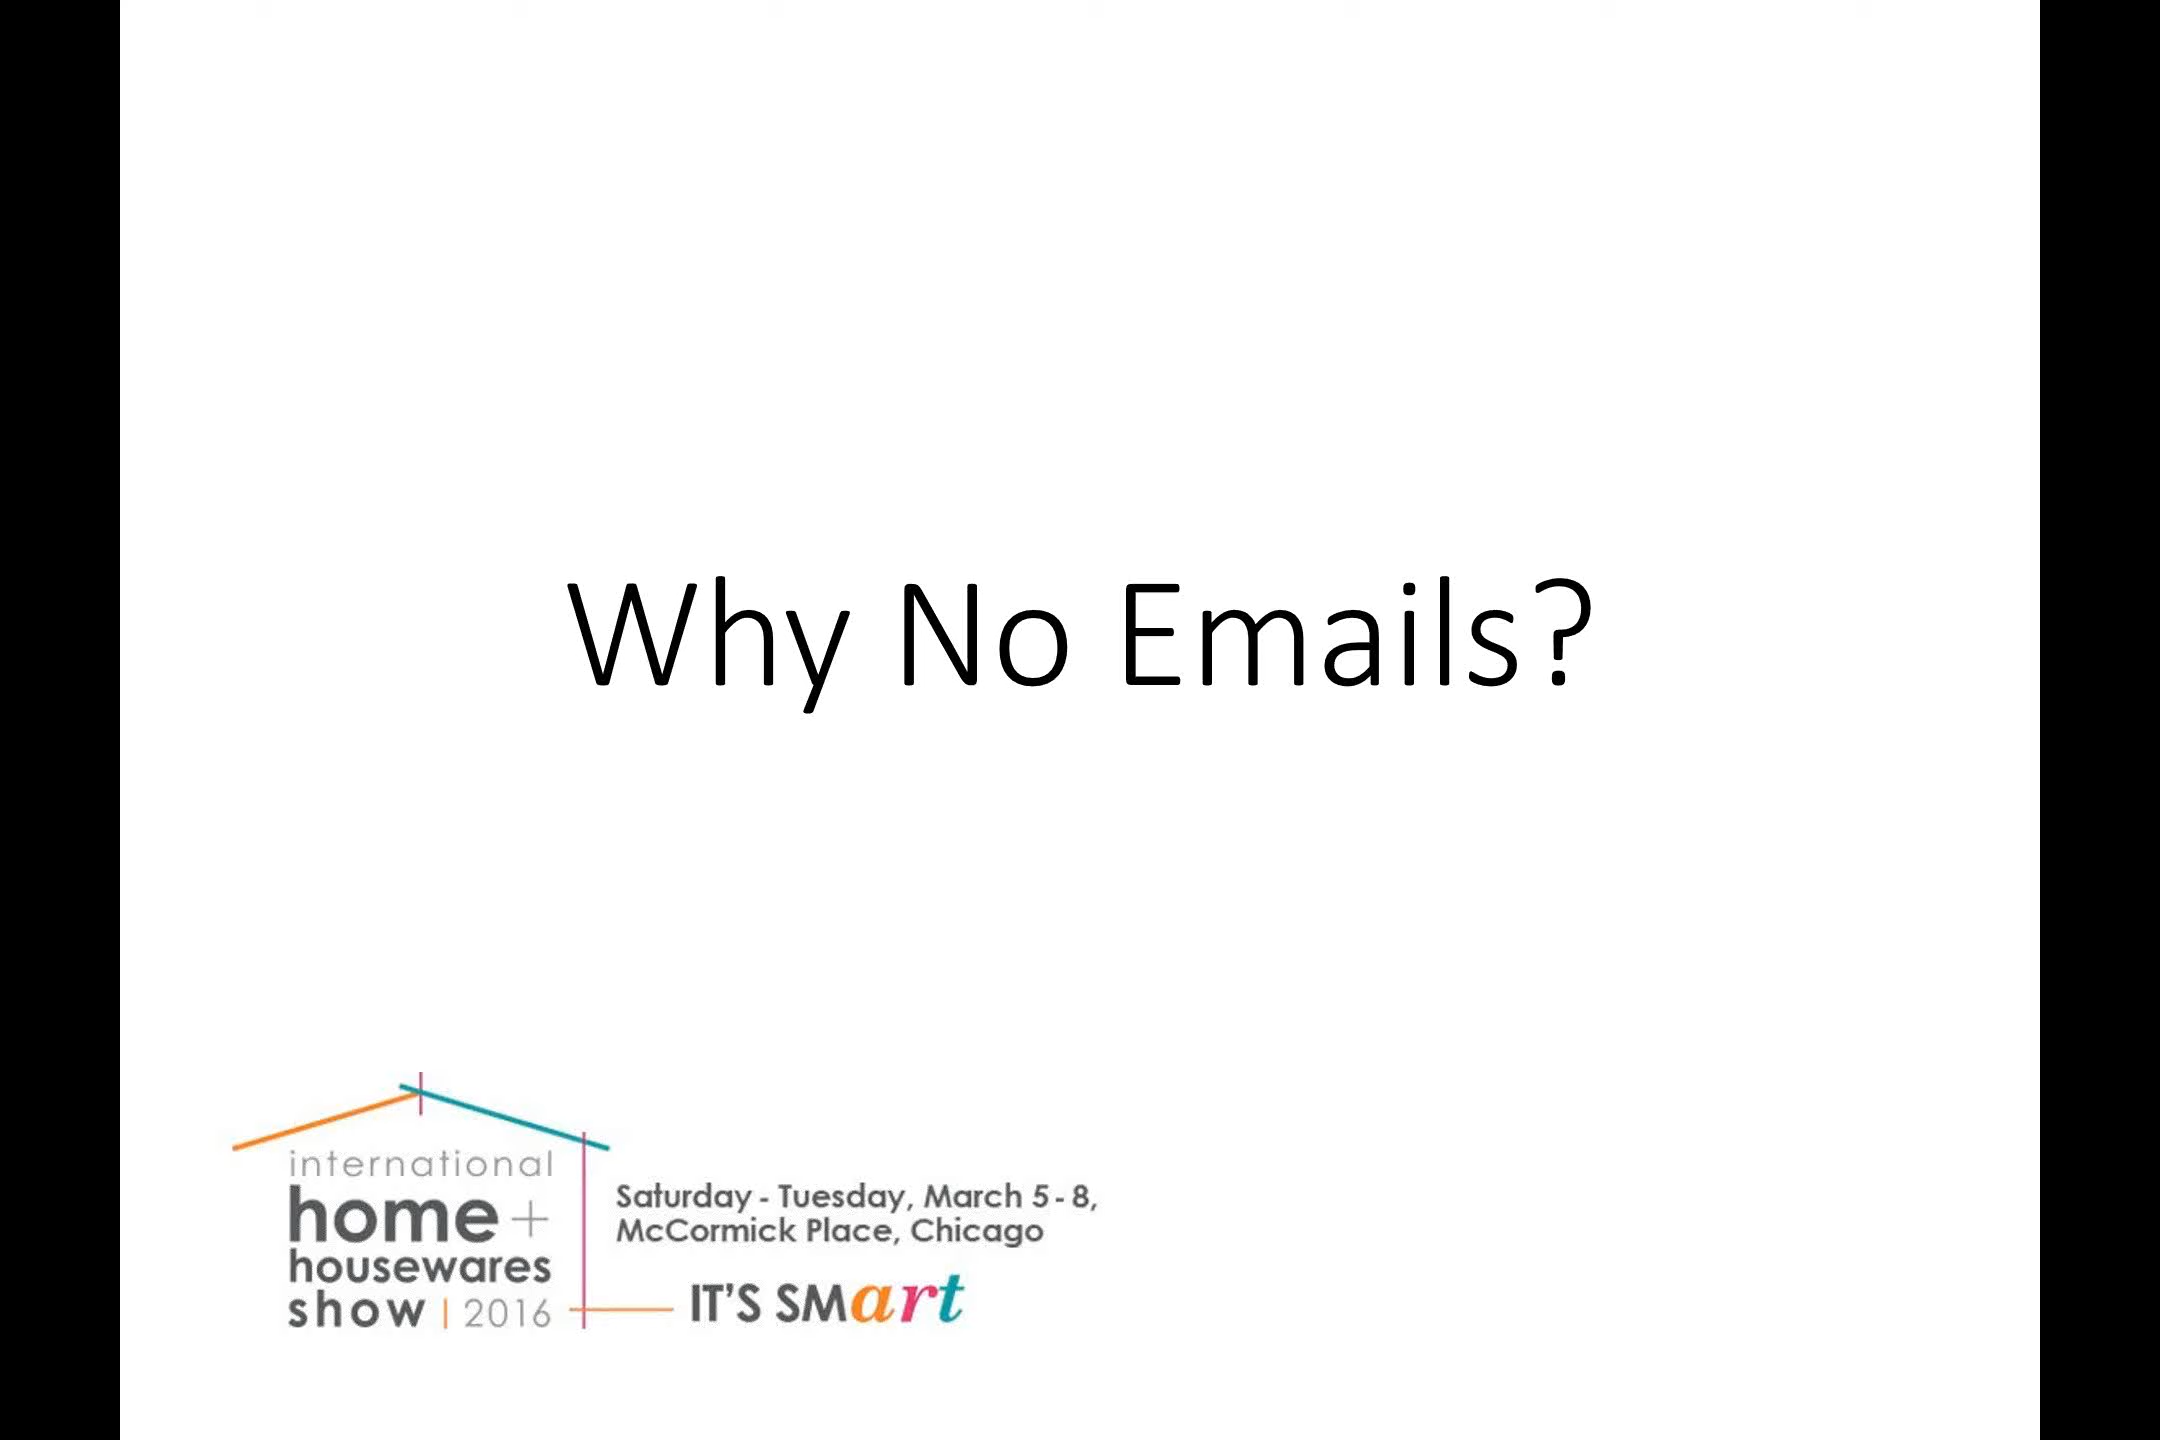 Why No Emails?
international
home +
housewares
show | 2016
Saturday - Tuesday, March 5 - 8,
McCormick Place, Chicago
IT'S SMart